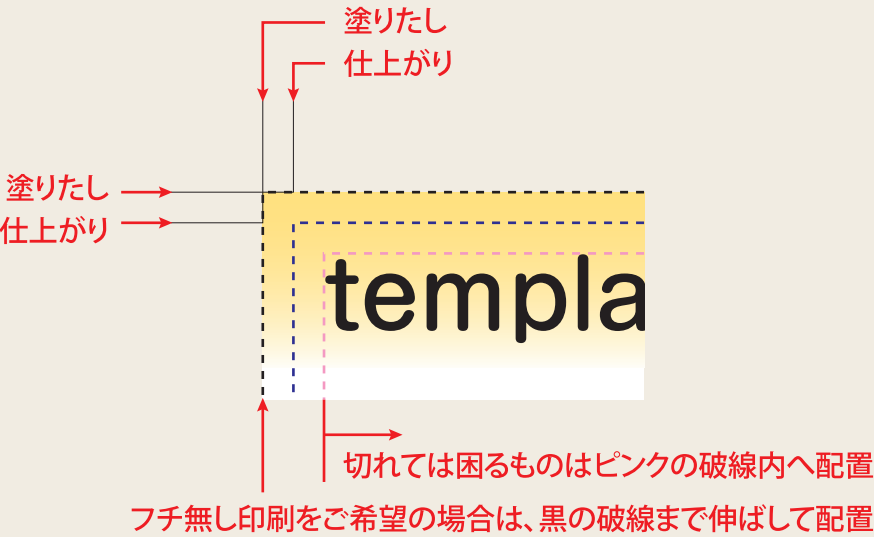 塗りたし
仕上がり
塗りたし
仕上がり
templa
切れては困るものはピンクの破線内へ配置
フチ無し印刷をご希望の場合は、黒の破線まで伸ばして配置